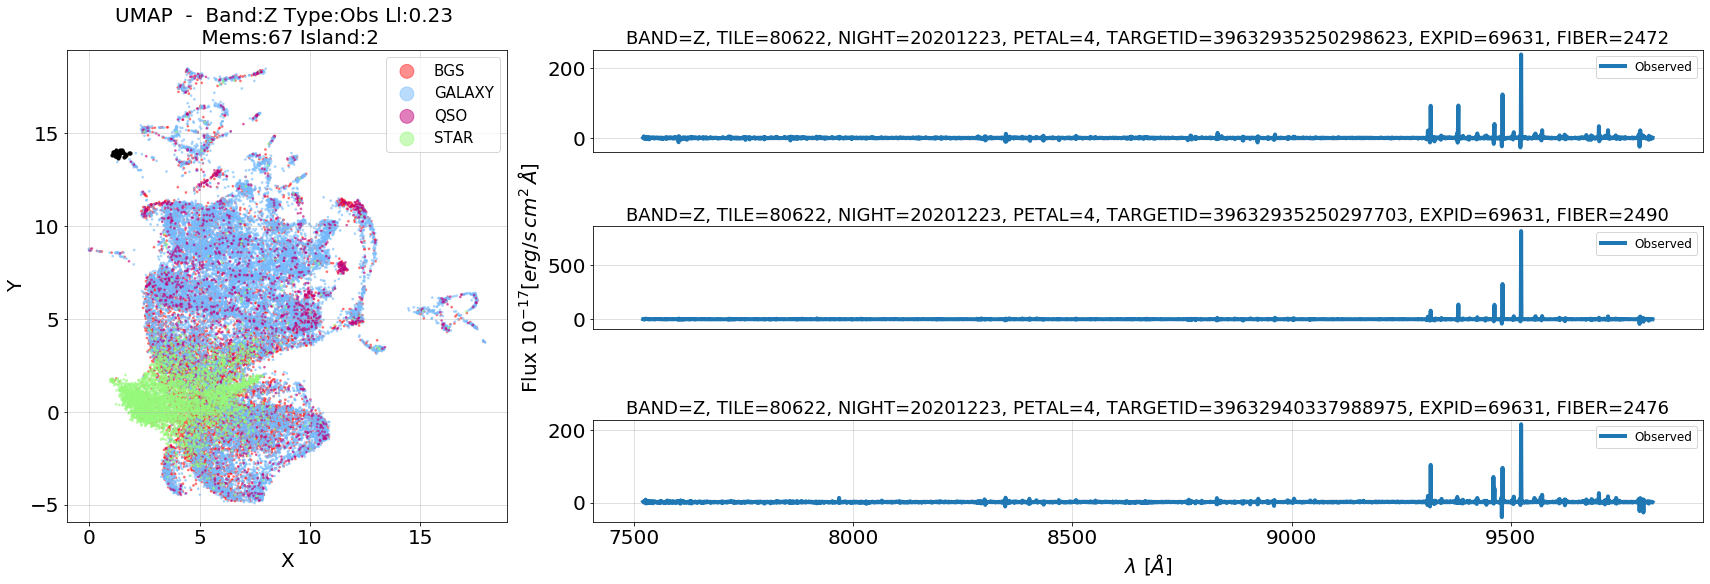 UMAP - Band:Z Type:Obs Ll:0.23
Mems:67 Island:2
BGS
GALAXY
QSO
STAR
15
10
5
0
−5
Y
0
5
10
15
X
Flux 10⁻¹⁷[erg/s cm² Å]
BAND=Z, TILE=80622, NIGHT=20201223, PETAL=4, TARGETID=39632935250298623, EXPID=69631, FIBER=2472
Observed
200
0
BAND=Z, TILE=80622, NIGHT=20201223, PETAL=4, TARGETID=39632935250297703, EXPID=69631, FIBER=2490
Observed
500
0
BAND=Z, TILE=80622, NIGHT=20201223, PETAL=4, TARGETID=39632940337988975, EXPID=69631, FIBER=2476
Observed
200
0
7500
8000
8500
9000
9500
λ [Å]